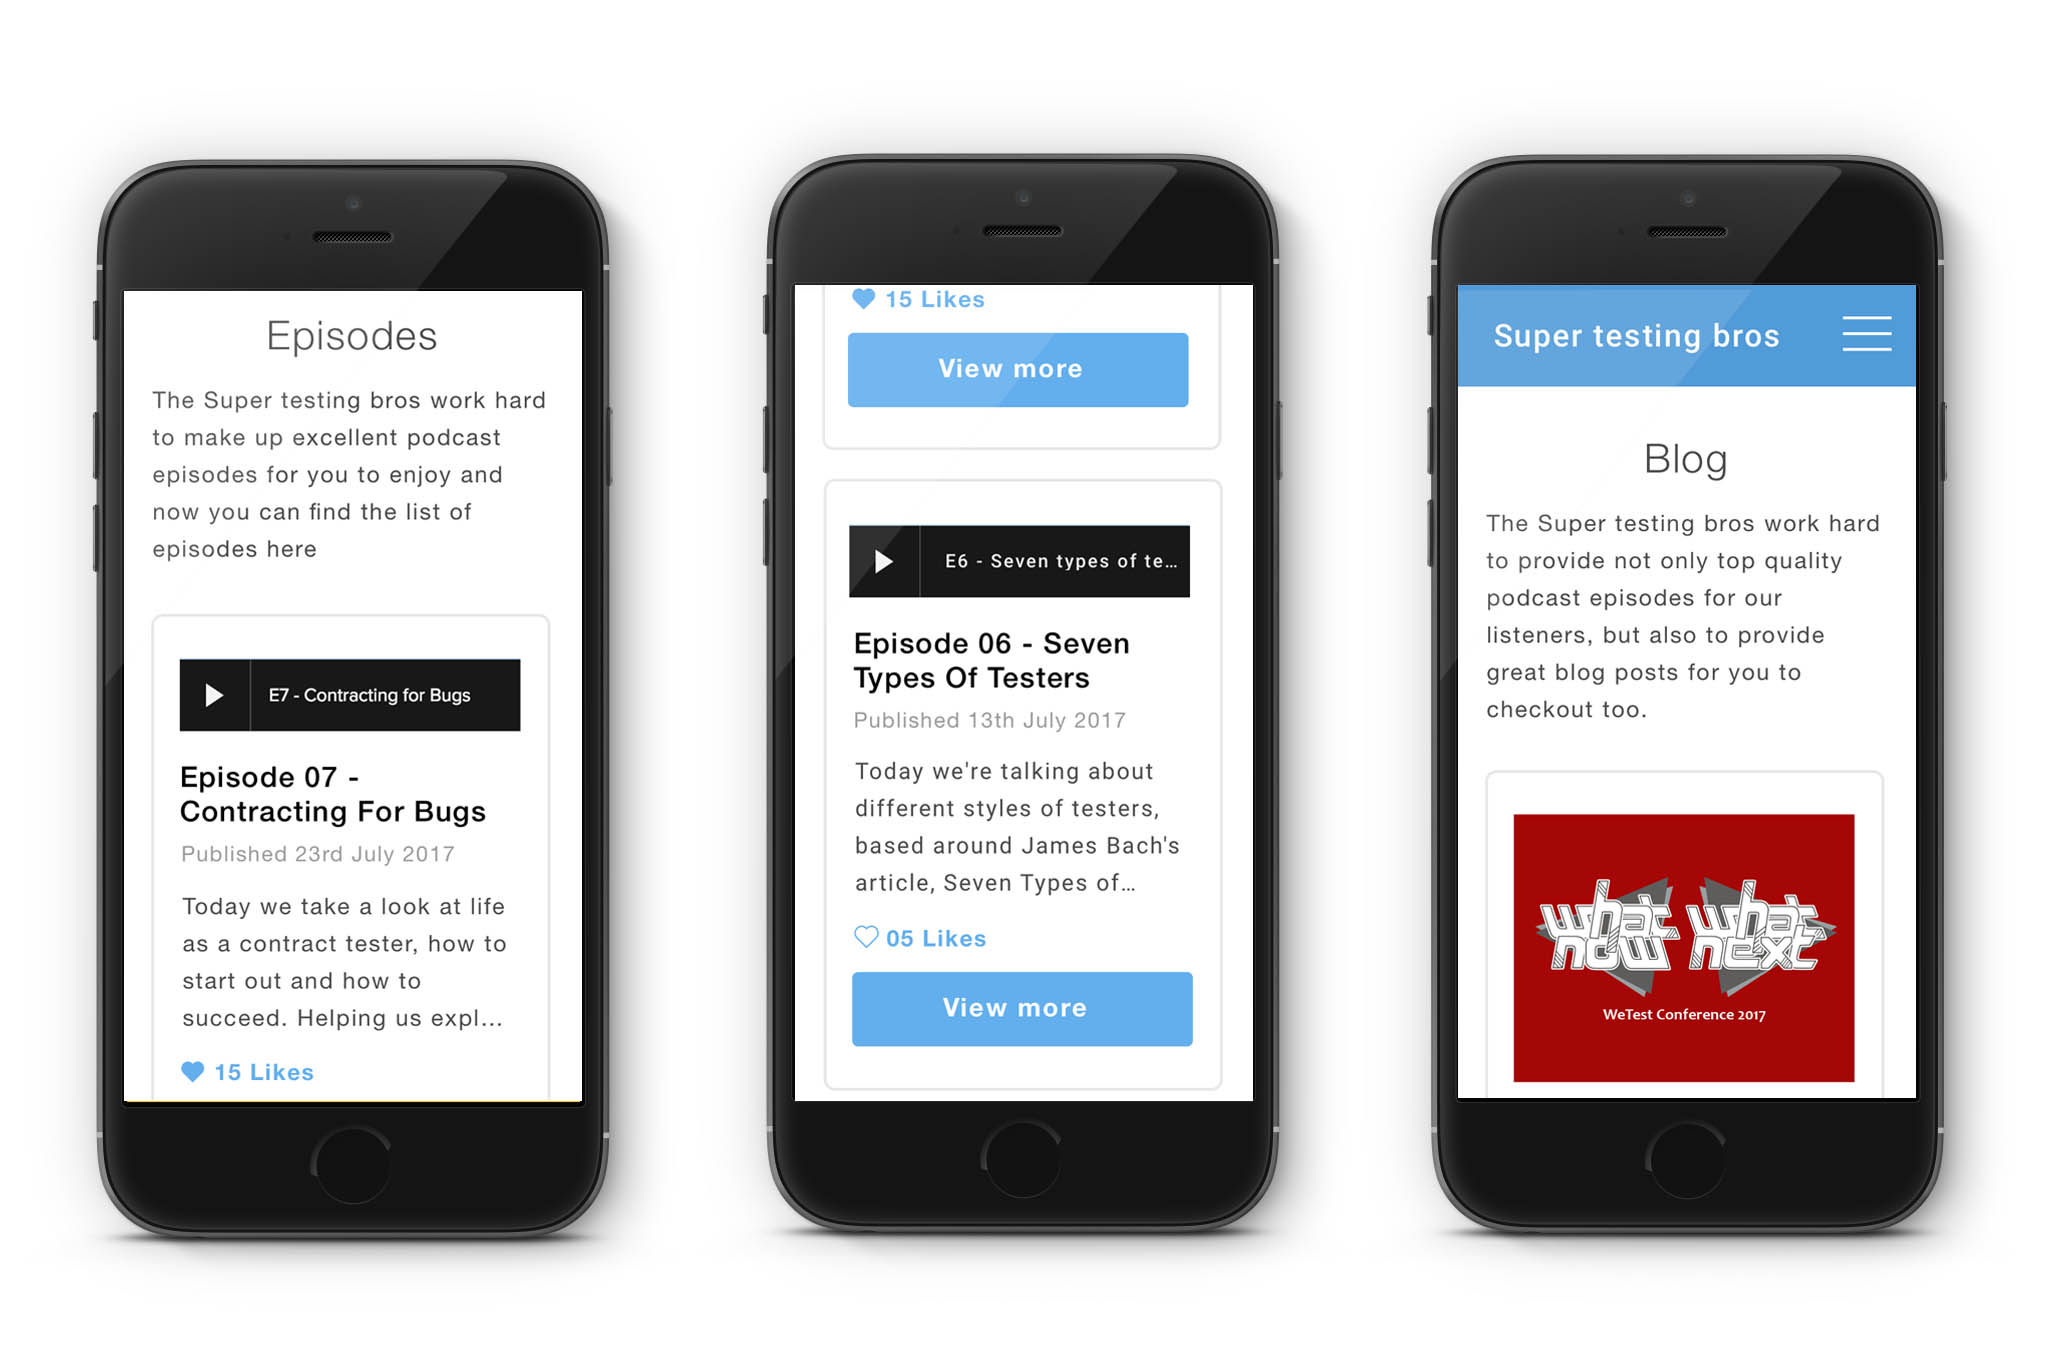 Episodes
The Super testing bros work hard
to make up excellent podcast
episodes for you to enjoy and
now you can find the list of
episodes here
E7 - Contracting for Bugs
Episode 07 -
Contracting For Bugs
Published 23rd July 2017
Today we take a look at life
as a contract tester, how to
start out and how to
succeed. Helping us expl...
15 Likes
15 Likes
View more
E6 - Seven types of te...
Episode 06 - Seven
Types Of Testers
Published 13th July 2017
Today we're talking about
different styles of testers,
based around James Bach's
article, Seven Types of...
05 Likes
View more
Super testing bros
Blog
The Super testing bros work hard
to provide not only top quality
podcast episodes for our
listeners, but also to provide
great blog posts for you to
checkout too.
what what
now next
WeTest Conference 2017